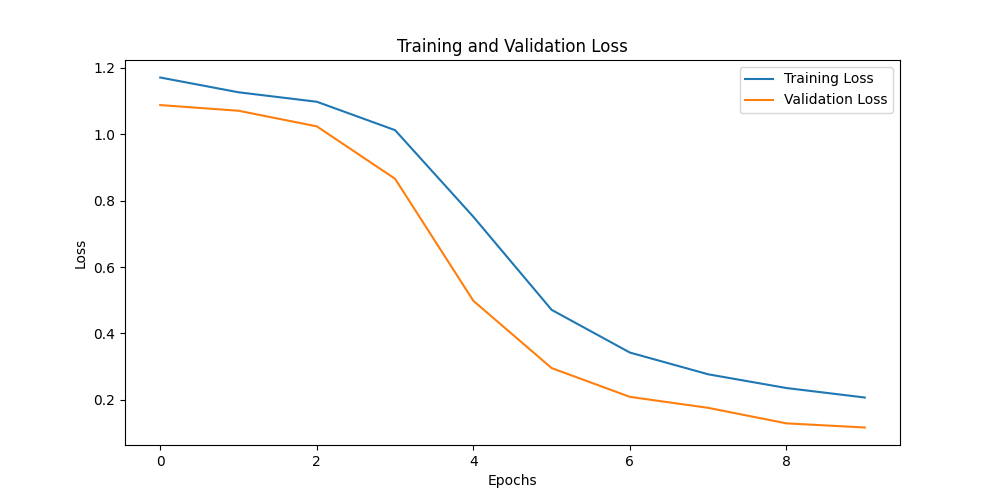 Training and Validation Loss
1.2
1.0
0.8
0.6
0.4
0.2
Loss
Training Loss
Validation Loss
0 2 4 6 8
Epochs